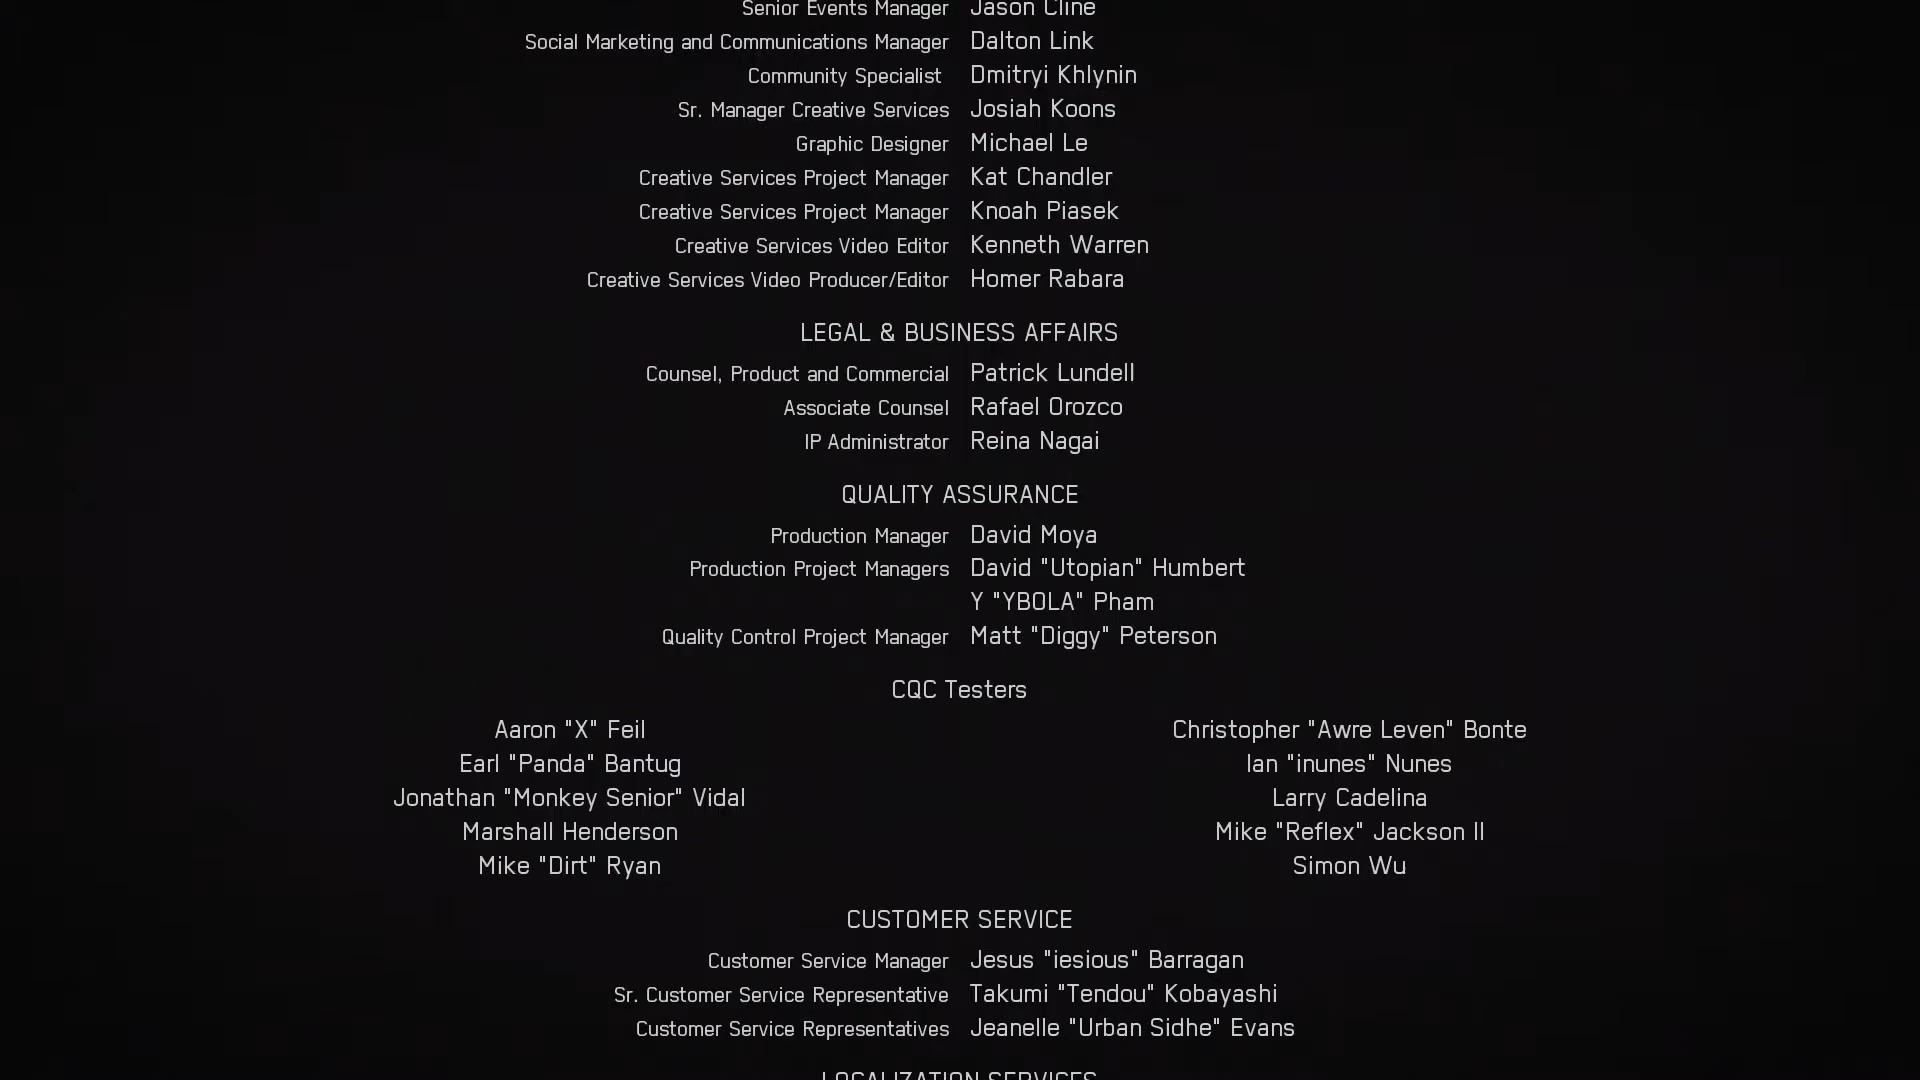 Senior Events Manager Jason Cline
Social Marketing and Communications Manager Dalton Link
Community Specialist Dmitryi Khlynin
Sr. Manager Creative Services Josiah Koons
Graphic Designer Michael Le
Creative Services Project Manager Kat Chandler
Creative Services Project Manager Knoah Piasek
Creative Services Video Editor Kenneth Warren
Creative Services Video Producer/Editor Homer Rabara
LEGAL & BUSINESS AFFAIRS
Counsel, Product and Commercial Patrick Lundell
Associate Counsel Rafael Orozco
IP Administrator Reina Nagai
QUALITY ASSURANCE
Production Manager David Moya
Production Project Managers David "Utopian" Humbert
Y "YBOLA" Pham
Quality Control Project Manager Matt "Diggy" Peterson
CQC Testers
Aaron "X" Feil Christopher "Awre Leven" Bonte
Earl "Panda" Bantug Ian "inunes" Nunes
Jonathan "Monkey Senior" Vidal Larry Cadelina
Marshall Henderson Mike "Reflex" Jackson II
Mike "Dirt" Ryan Simon Wu
CUSTOMER SERVICE
Customer Service Manager Jesus "iesious" Barragan
Sr. Customer Service Representative Takumi "Tendou" Kobayashi
Customer Service Representatives Jeanelle "Urban Sidhe" Evans
LOCALIZATION SERVICES